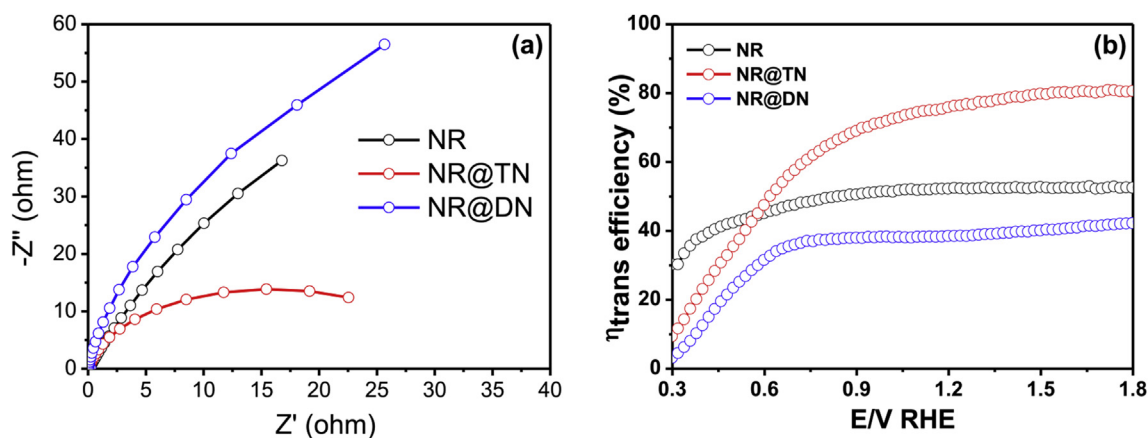 (a)
-Z'' (ohm)
60
50
40
30
20
10
0
NR
NR@TN
NR@DN
0 5 10 15 20 25 30 35 40
Z' (ohm)
(b)
ηtrans efficiency (%)
100
80
60
40
20
0
NR
NR@TN
NR@DN
0.3 0.6 0.9 1.2 1.5 1.8
E/V RHE